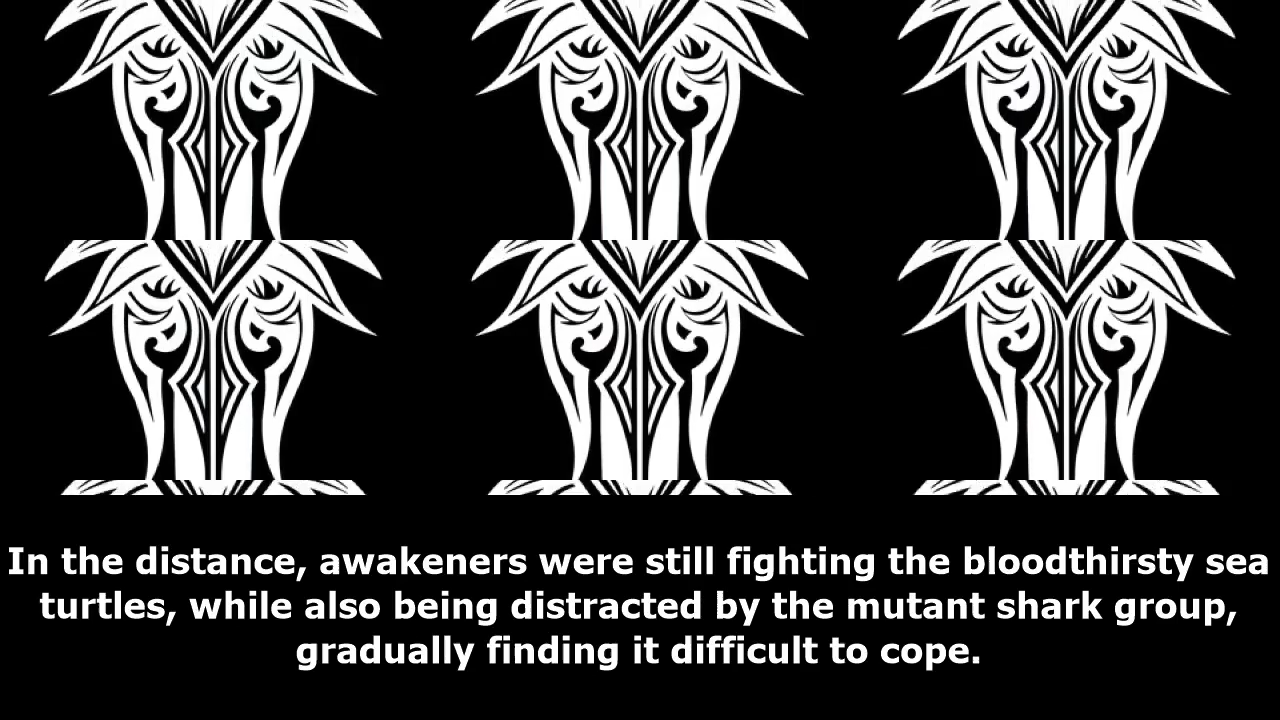 In the distance, awakeners were still fighting the bloodthirsty sea
turtles, while also being distracted by the mutant shark group,
gradually finding it difficult to cope.